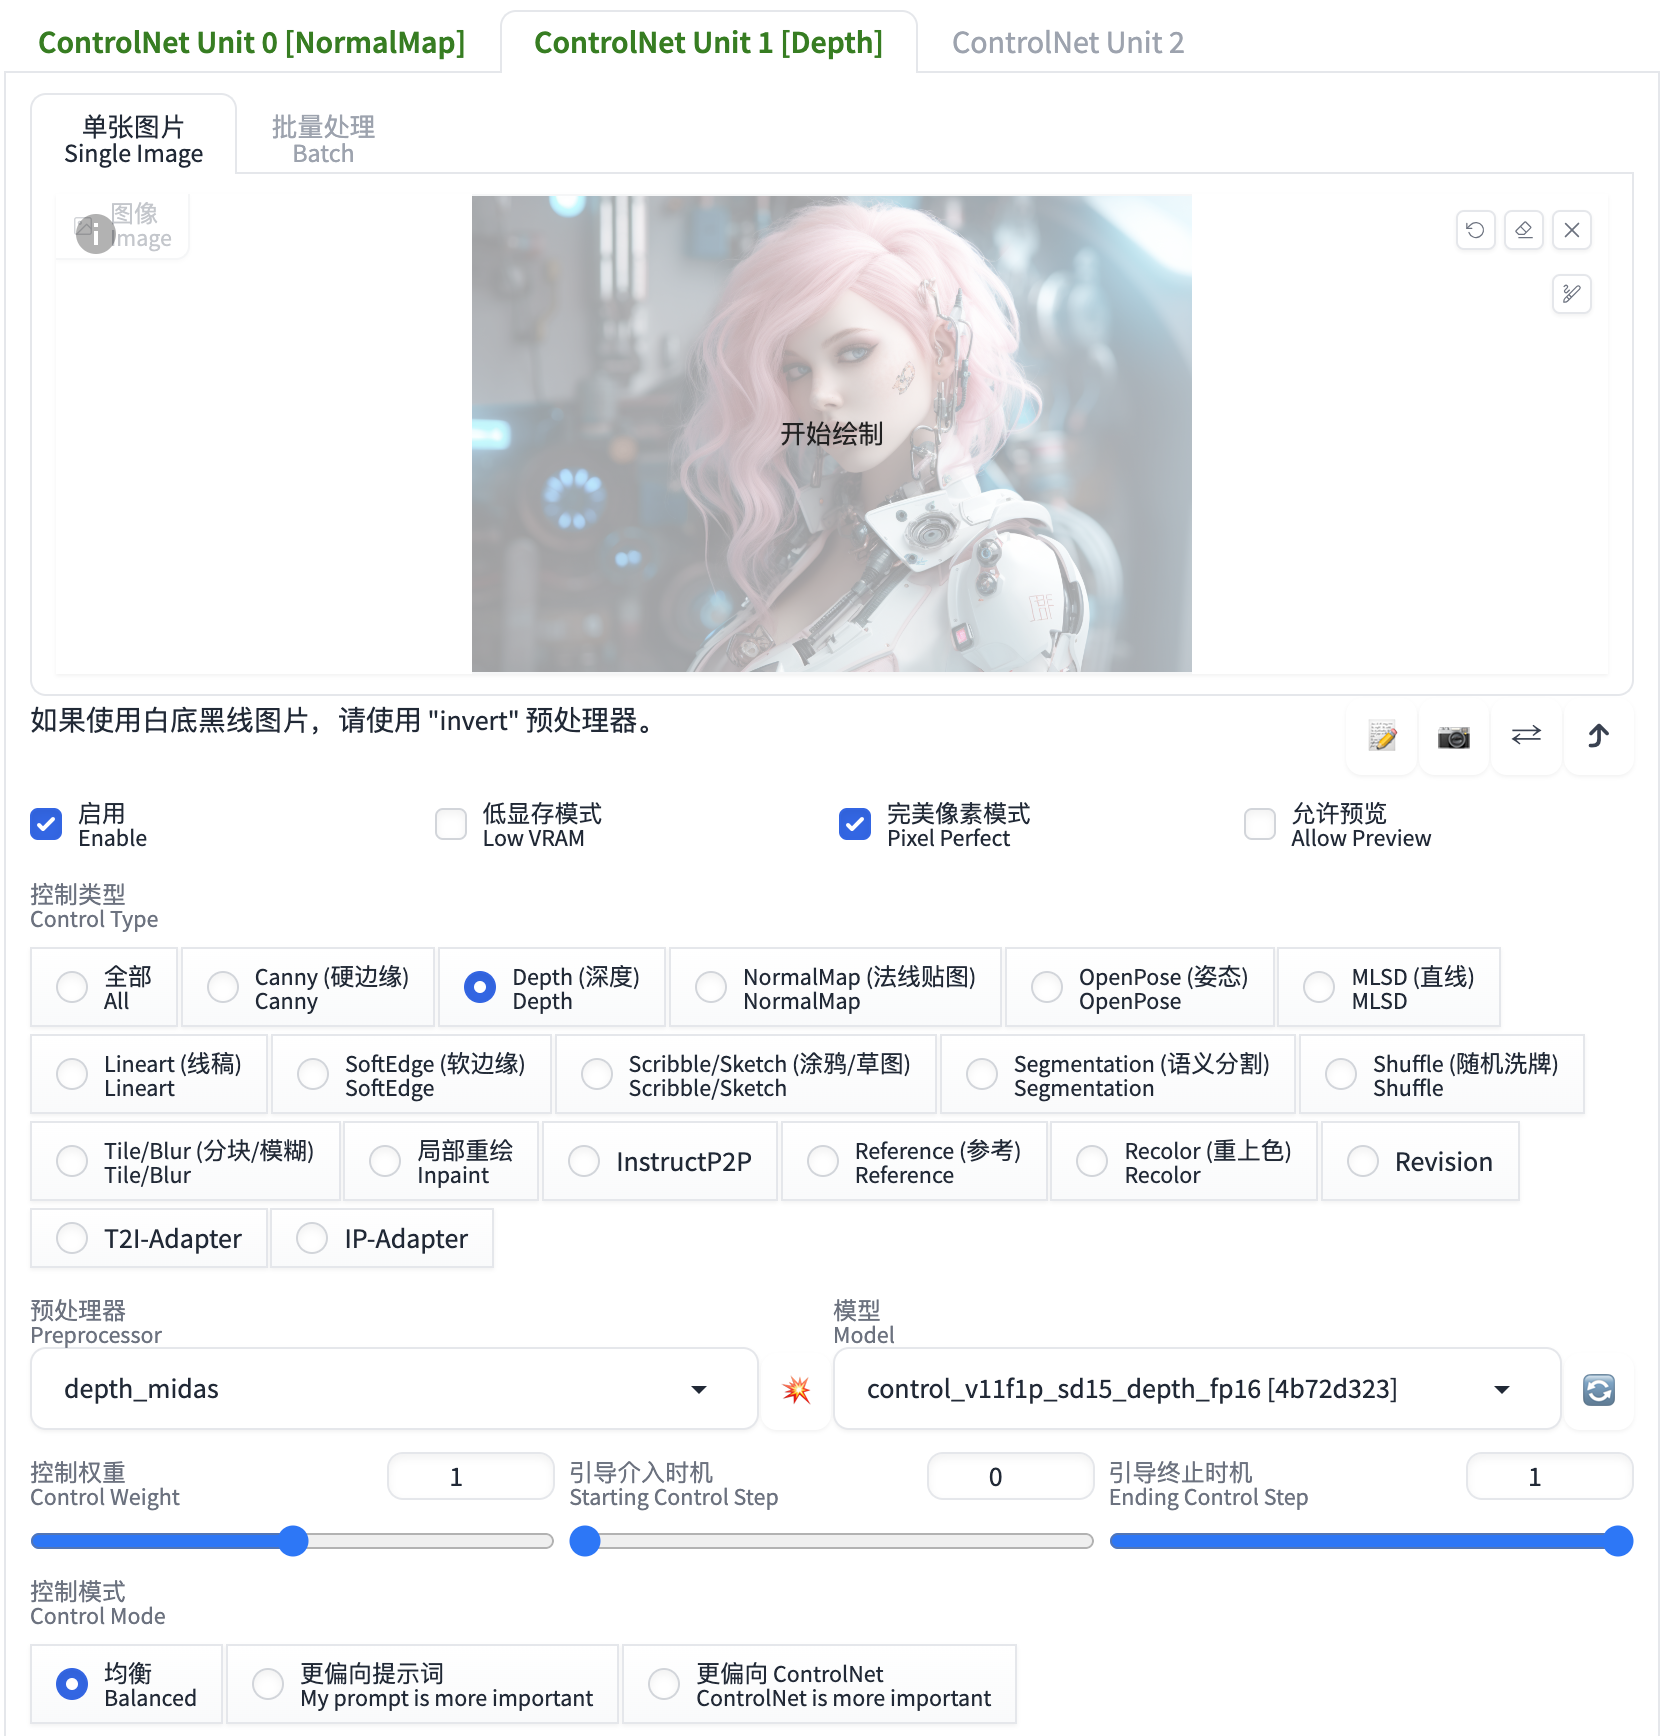 ControlNet Unit 0 [NormalMap]
ControlNet Unit 1 [Depth]
ControlNet Unit 2
单张图片
Single Image
批量处理
Batch
图像
Image
开始绘制
如果使用白底黑线图片，请使用 "invert" 预处理器。
启用
Enable
低显存模式
Low VRAM
完美像素模式
Pixel Perfect
允许预览
Allow Preview
控制类型
Control Type
全部
All
Canny (硬边缘)
Canny
Depth (深度)
Depth
NormalMap (法线贴图)
NormalMap
OpenPose (姿态)
OpenPose
MLSD (直线)
MLSD
Lineart (线稿)
Lineart
SoftEdge (软边缘)
SoftEdge
Scribble/Sketch (涂鸦/草图)
Scribble/Sketch
Segmentation (语义分割)
Segmentation
Shuffle (随机洗牌)
Shuffle
Tile/Blur (分块/模糊)
Tile/Blur
局部重绘
Inpaint
InstructP2P
Reference (参考)
Reference
Recolor (重上色)
Recolor
Revision
T2I-Adapter
IP-Adapter
预处理器
Preprocessor
depth_midas
模型
Model
control_v11f1p_sd15_depth_fp16 [4b72d323]
控制权重
Control Weight
1
引导介入时机
Starting Control Step
0
引导终止时机
Ending Control Step
1
控制模式
Control Mode
均衡
Balanced
更偏向提示词
My prompt is more important
更偏向 ControlNet
ControlNet is more important